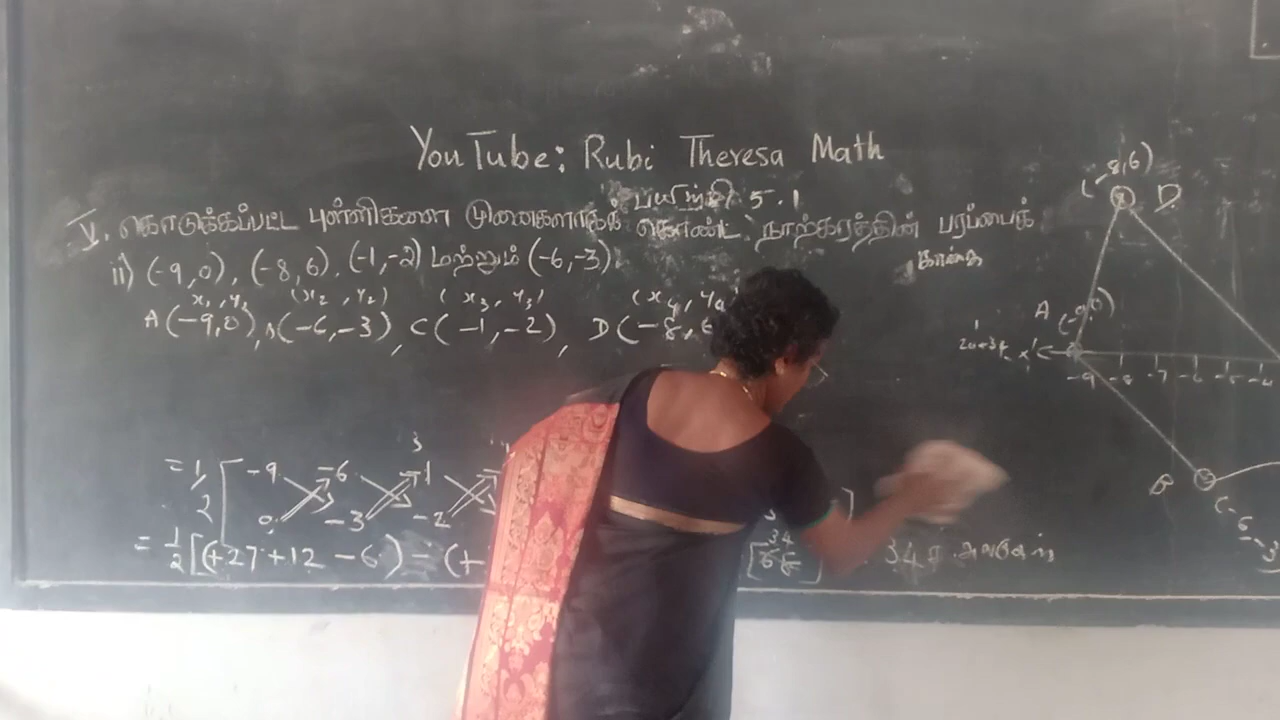 YouTube: Rubi Theresa Math
பயிற்சி 5.1
V. கொடுக்கப்பட்ட புள்ளிகளை முனைகளாகக் கொண்ட நாற்கரத்தின் பரப்பைக்
காண்க
ii) (-9,0), (-8,6), (-1,-2) மற்றும் (-6,-3).
(x2, y2) (x3, y3) (x4, y4
A(-9,0), B(-6,-3), C(-1,-2), D(-8,6
= 1/2 [ -9 -6 -1
0 -3 -2
= 1/2 [(+27+12-6) - (+
34
34 ச. அலகுகள்
(-8,6)
D
A (-9,0)
x'
-9 -8 -7 -6 -5 -4
B
(-6,-3)